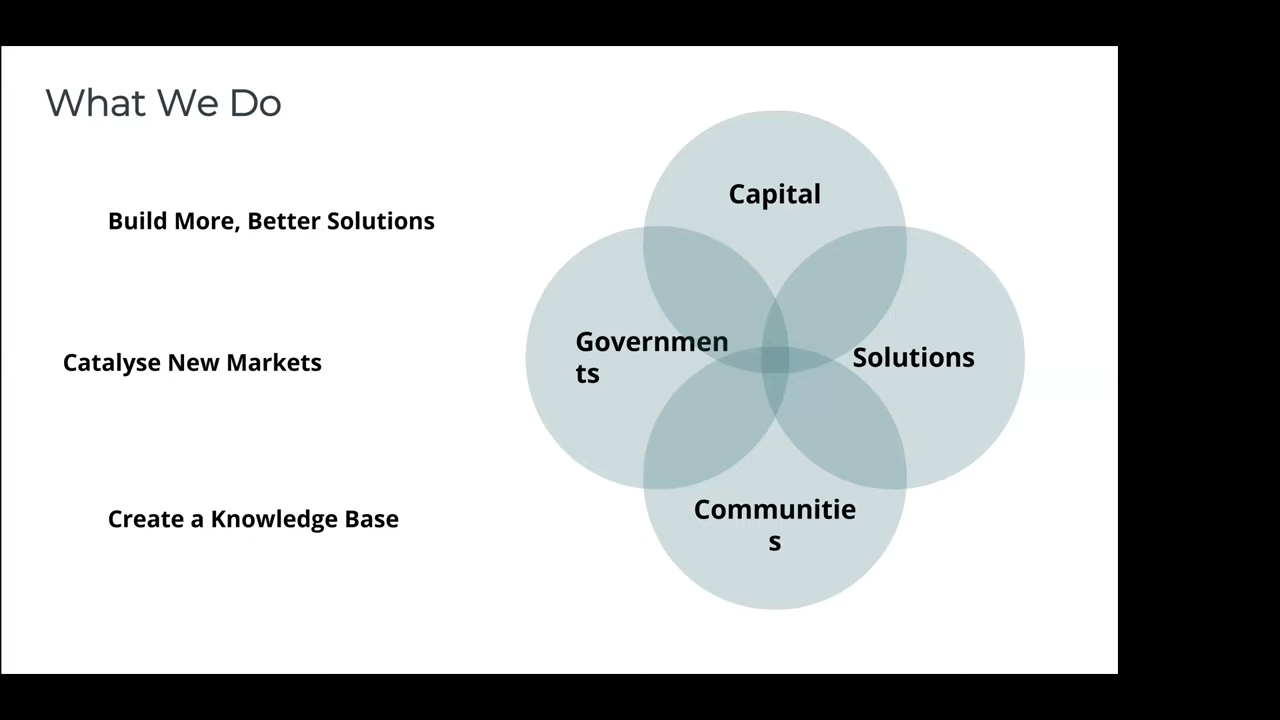 What We Do
Build More, Better Solutions
Catalyse New Markets
Create a Knowledge Base
Capital
Governmen
ts
Solutions
Communitie
s